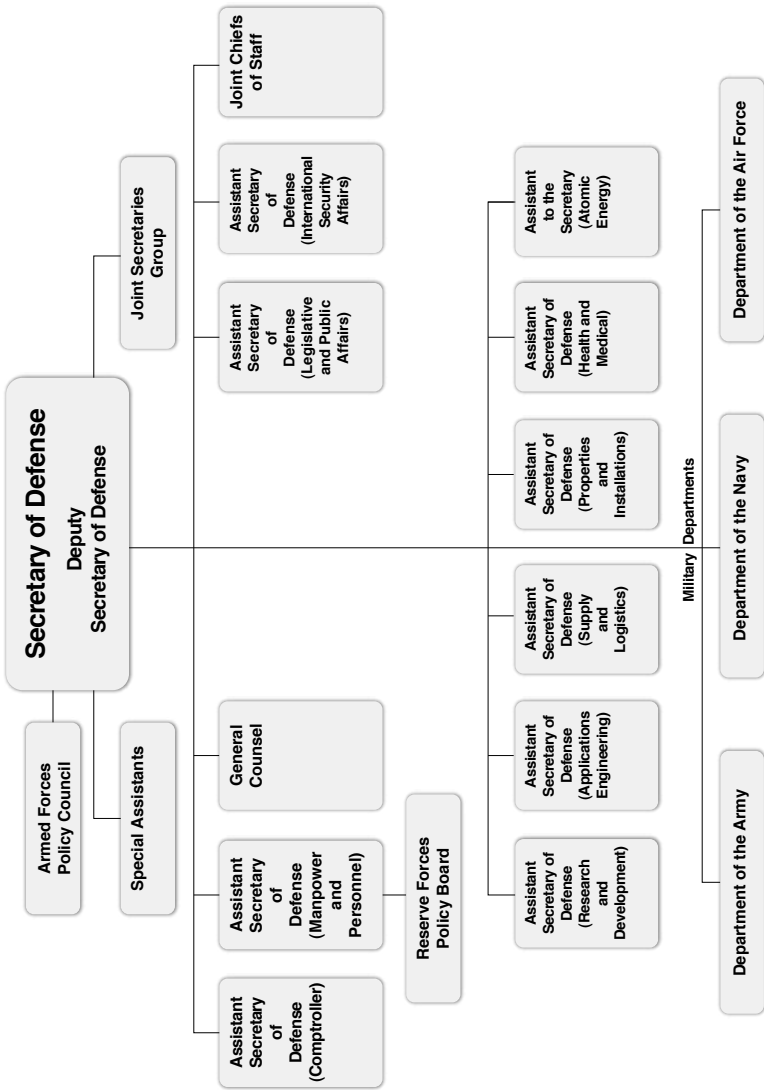 Secretary of Defense
Deputy
Secretary of Defense
Armed Forces
Policy Council
Special Assistants
Joint Secretaries
Group
Assistant
Secretary
of
Defense
(Comptroller)
Assistant
Secretary
of
Defense
(Manpower
and
Personnel)
General
Counsel
Assistant
Secretary
of
Defense
(Legislative
and Public
Affairs)
Assistant
Secretary
of
Defense
(International
Security
Affairs)
Joint Chiefs
of Staff
Reserve Forces
Policy Board
Assistant
Secretary of
Defense
(Research
and
Development)
Assistant
Secretary of
Defense
(Applications
Engineering)
Assistant
Secretary of
Defense
(Supply
and
Logistics)
Assistant
Secretary of
Defense
(Properties
and
Installations)
Assistant
Secretary of
Defense
(Health and
Medical)
Assistant
to the
Secretary
(Atomic
Energy)
Military Departments
Department of the Army
Department of the Navy
Department of the Air Force